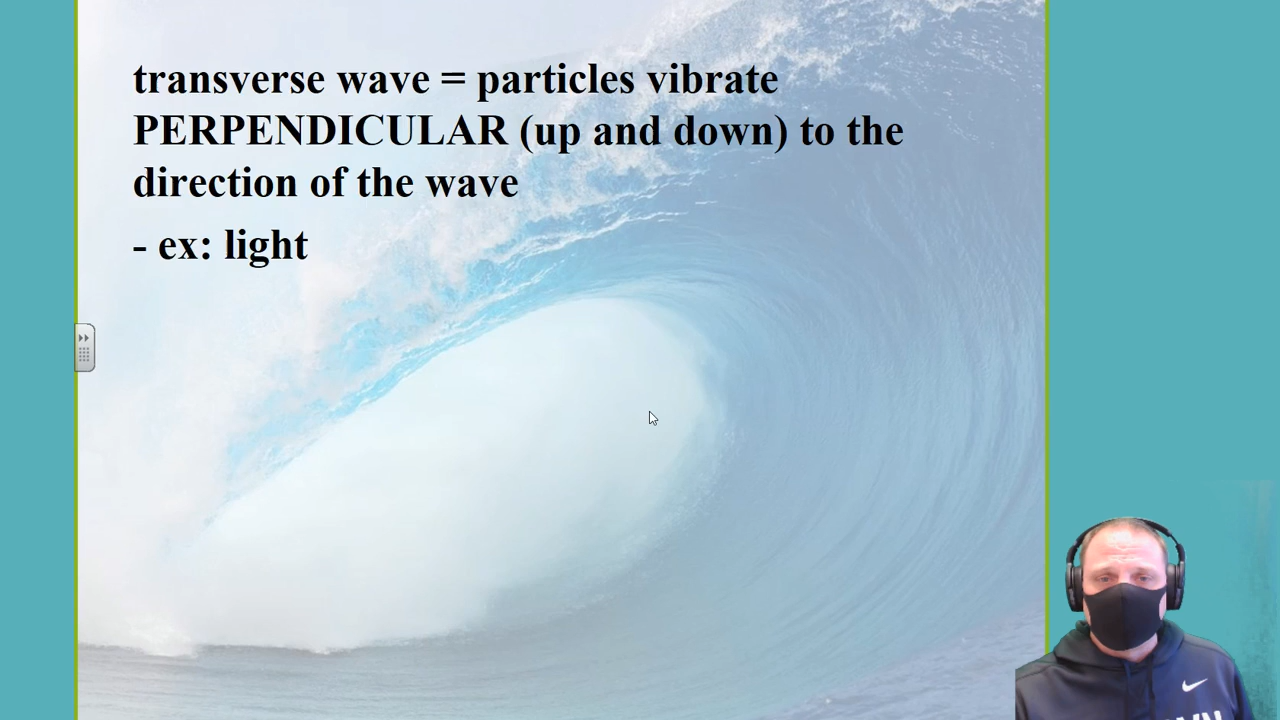 transverse wave = particles vibrate
PERPENDICULAR (up and down) to the
direction of the wave
- ex: light